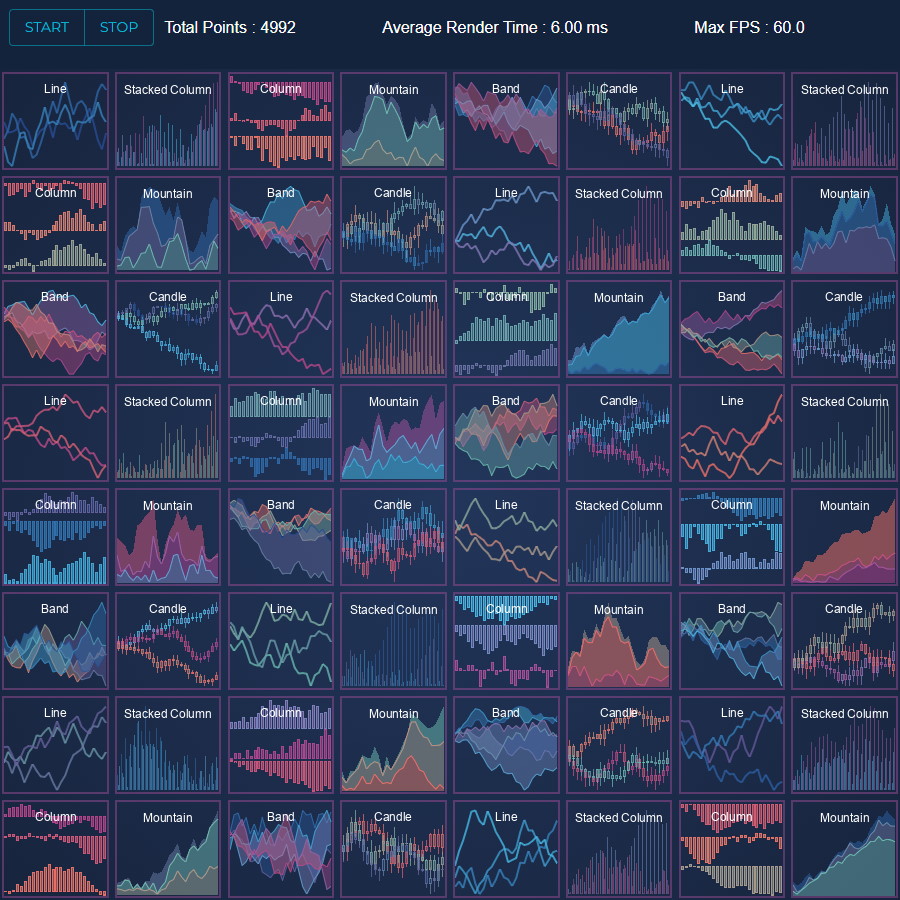 START STOP Total Points : 4992 Average Render Time : 6.00 ms Max FPS : 60.0
Line Stacked Column Column Mountain Band Candle Line Stacked Column
Column Mountain Band Candle Line Stacked Column Column Mountain
Band Candle Line Stacked Column Column Mountain Band Candle
Line Stacked Column Column Mountain Band Candle Line Stacked Column
Column Mountain Band Candle Line Stacked Column Column Mountain
Band Candle Line Stacked Column Column Mountain Band Candle
Line Stacked Column Column Mountain Band Candle Line Stacked Column
Column Mountain Band Candle Line Stacked Column Column Mountain